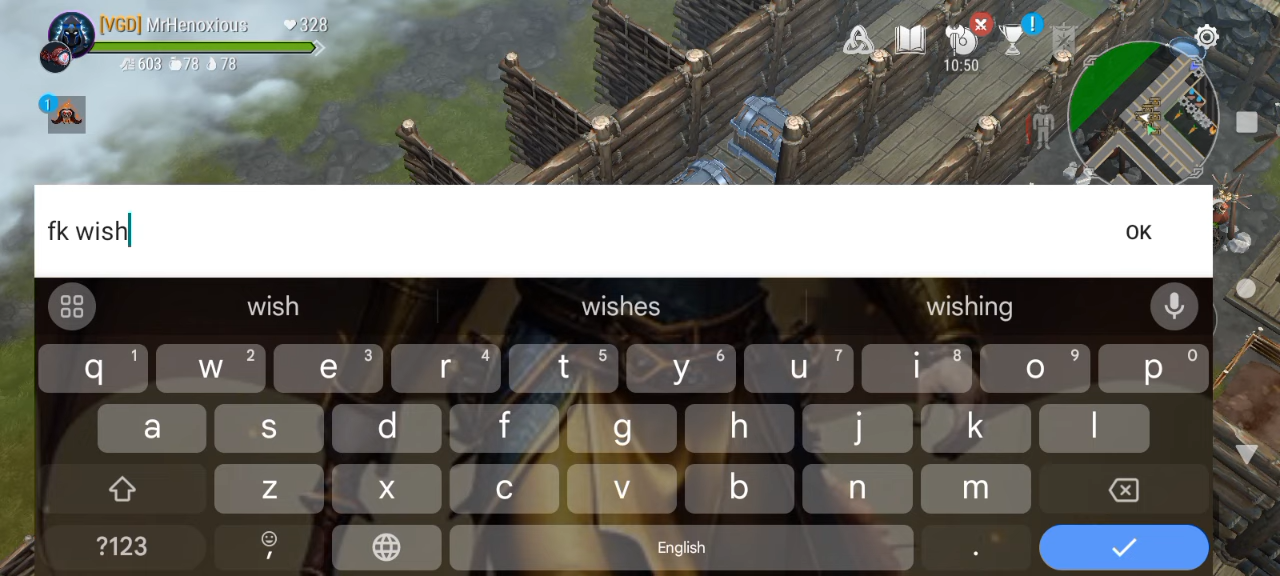 [VGD] MrHenoxious 328
603 78 78
10:50
1
fk wish
OK
wish wishes wishing
q 1 w 2 e 3 r 4 t 5 y 6 u 7 i 8 o 9 p 0
a s d f g h j k l
z x c v b n m
?123 , English .